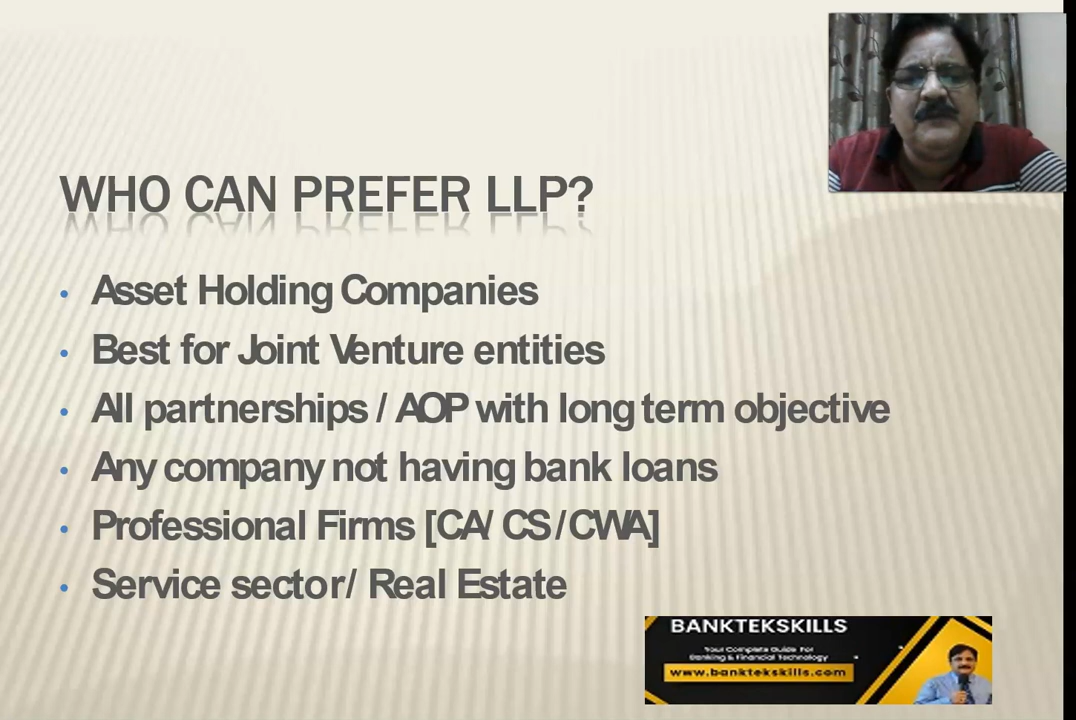 WHO CAN PREFER LLP?
• Asset Holding Companies
• Best for Joint Venture entities
• All partnerships / AOP with long term objective
• Any company not having bank loans
• Professional Firms [CA/ CS /CWA]
• Service sector/ Real Estate
BANKTEKSKILLS
Your Complete Guide For
Banking & Financial Technology
www.banktekskills.com